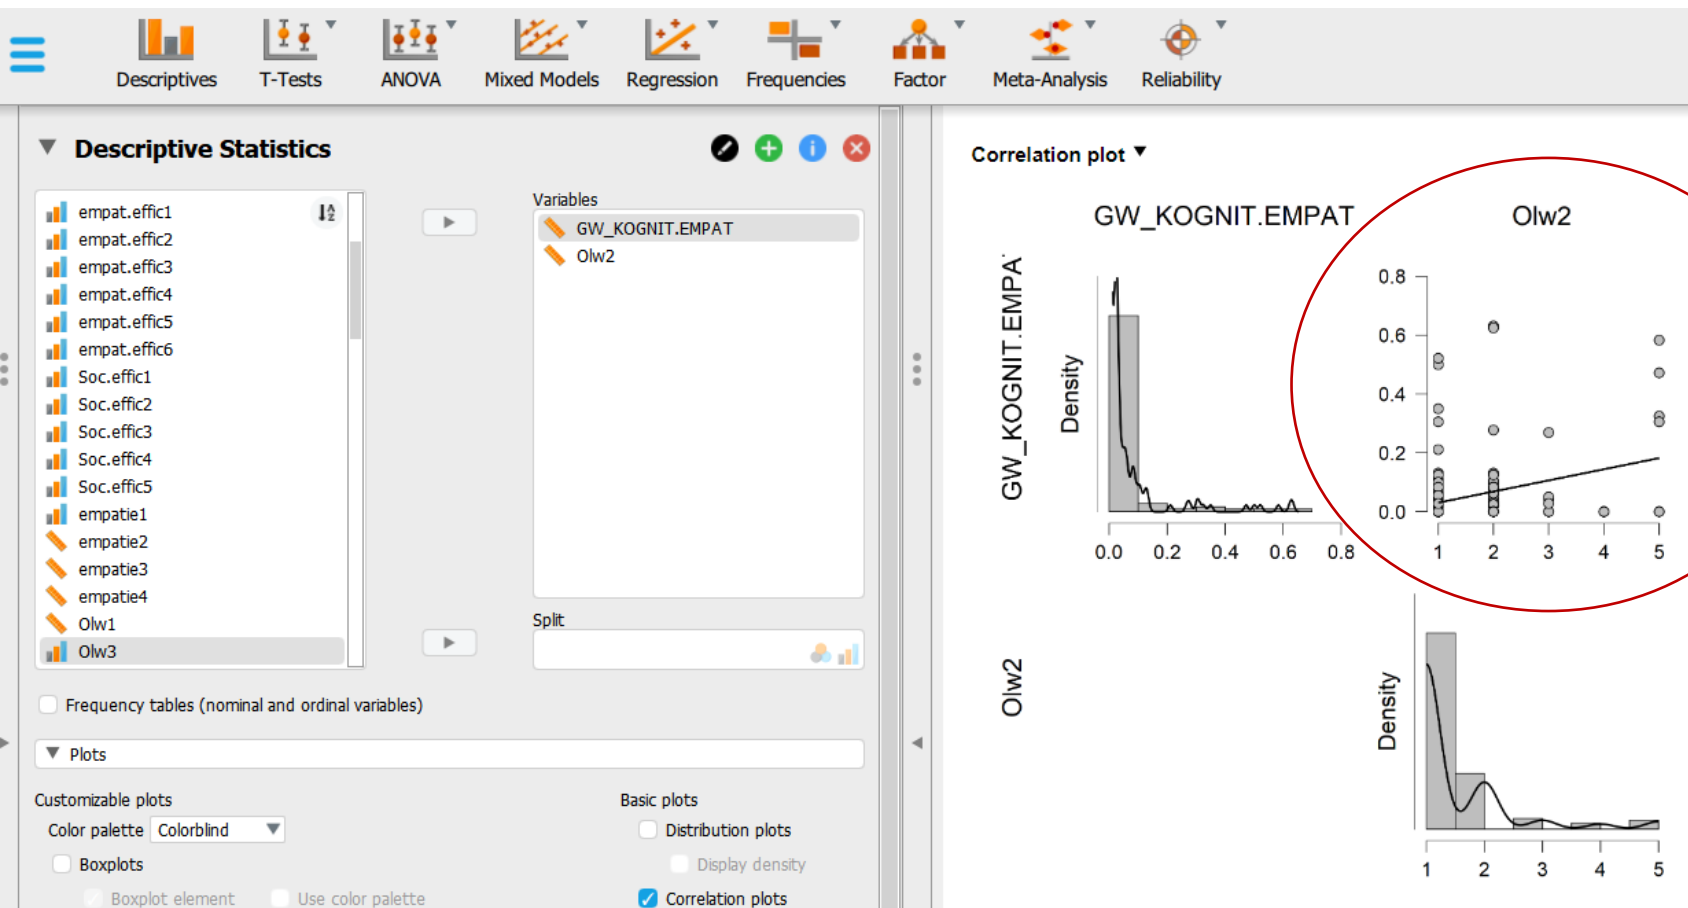 Descriptives T-Tests ANOVA Mixed Models Regression Frequencies Factor Meta-Analysis Reliability
Descriptive Statistics
empat.effic1
empat.effic2
empat.effic3
empat.effic4
empat.effic5
empat.effic6
Soc.effic1
Soc.effic2
Soc.effic3
Soc.effic4
Soc.effic5
empatie1
empatie2
empatie3
empatie4
Olw1
Olw3
Variables
GW_KOGNIT.EMPAT
Olw2
Split
Frequency tables (nominal and ordinal variables)
Plots
Customizable plots
Color palette Colorblind
Boxplots
Boxplot element Use color palette
Basic plots
Distribution plots
Display density
Correlation plots
Correlation plot
GW_KOGNIT.EMPAT Olw2
GW_KOGNIT.EMPA
Density
0.0 0.2 0.4 0.6 0.8
0.8
0.6
0.4
0.2
0.0
1 2 3 4 5
Olw2
Density
1 2 3 4 5